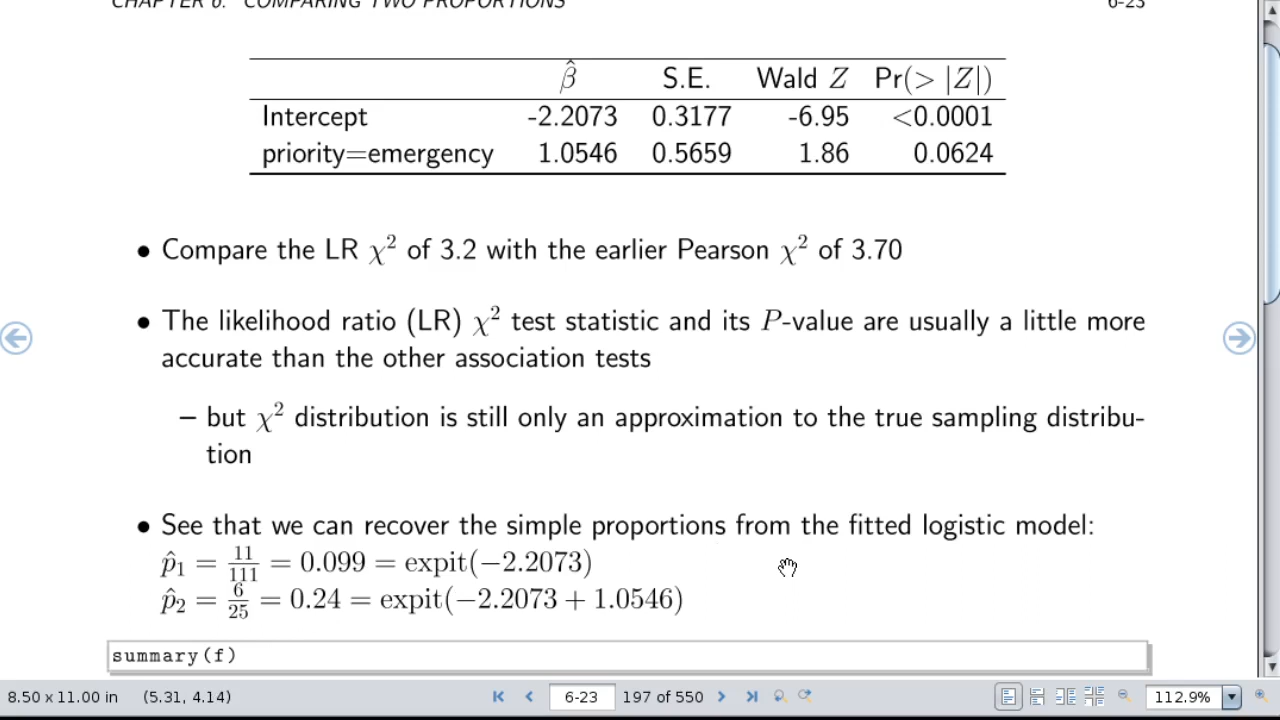 CHAPTER 6. COMPARING TWO PROPORTIONS 6-23
β̂ S.E. Wald Z Pr(> |Z|)
Intercept -2.2073 0.3177 -6.95 <0.0001
priority=emergency 1.0546 0.5659 1.86 0.0624
• Compare the LR χ² of 3.2 with the earlier Pearson χ² of 3.70
• The likelihood ratio (LR) χ² test statistic and its P-value are usually a little more
accurate than the other association tests
– but χ² distribution is still only an approximation to the true sampling distribu-
tion
• See that we can recover the simple proportions from the fitted logistic model:
p̂₁ = 11/111 = 0.099 = expit(−2.2073)
p̂₂ = 6/25 = 0.24 = expit(−2.2073 + 1.0546)
summary(f)
8.50 x 11.00 in (5.31, 4.14) 6-23 197 of 550 112.9%